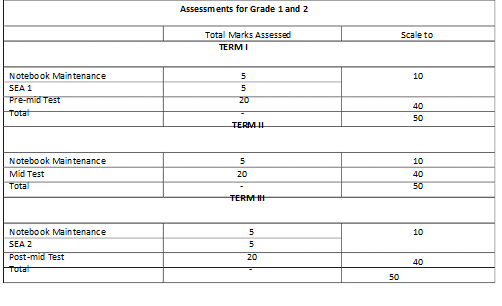 Assessments for Grade 1 and 2
Total Marks Assessed Scale to
TERM I
Notebook Maintenance 5 10
SEA 1 5
Pre-mid Test 20 40
Total - 50
TERM II
Notebook Maintenance 5 10
Mid Test 20 40
Total - 50
TERM III
Notebook Maintenance 5 10
SEA 2 5
Post-mid Test 20 40
Total - 50